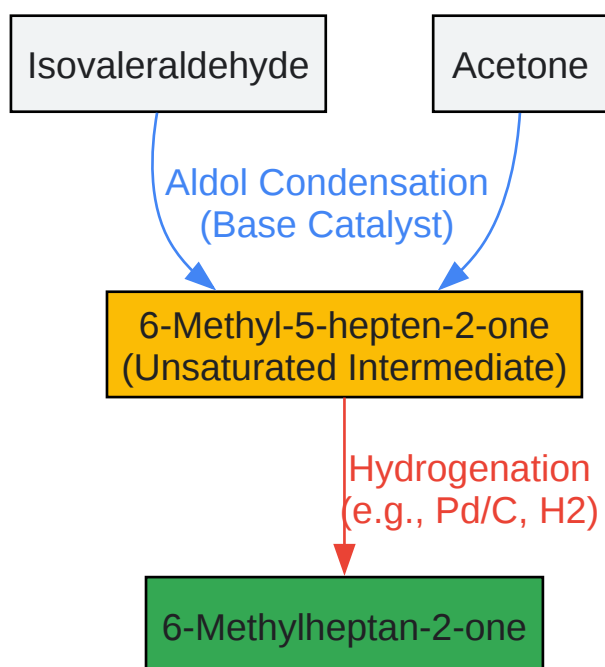 Isovaleraldehyde
Acetone
Aldol Condensation
(Base Catalyst)
6-Methyl-5-hepten-2-one
(Unsaturated Intermediate)
Hydrogenation
(e.g., Pd/C, H2)
6-Methylheptan-2-one